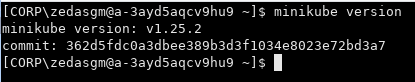 [CORP\zedasgm@a-3ayd5aqcv9hu9 ~]$ minikube version
minikube version: v1.25.2
commit: 362d5fdc0a3dbee389b3d3f1034e8023e72bd3a7
[CORP\zedasgm@a-3ayd5aqcv9hu9 ~]$